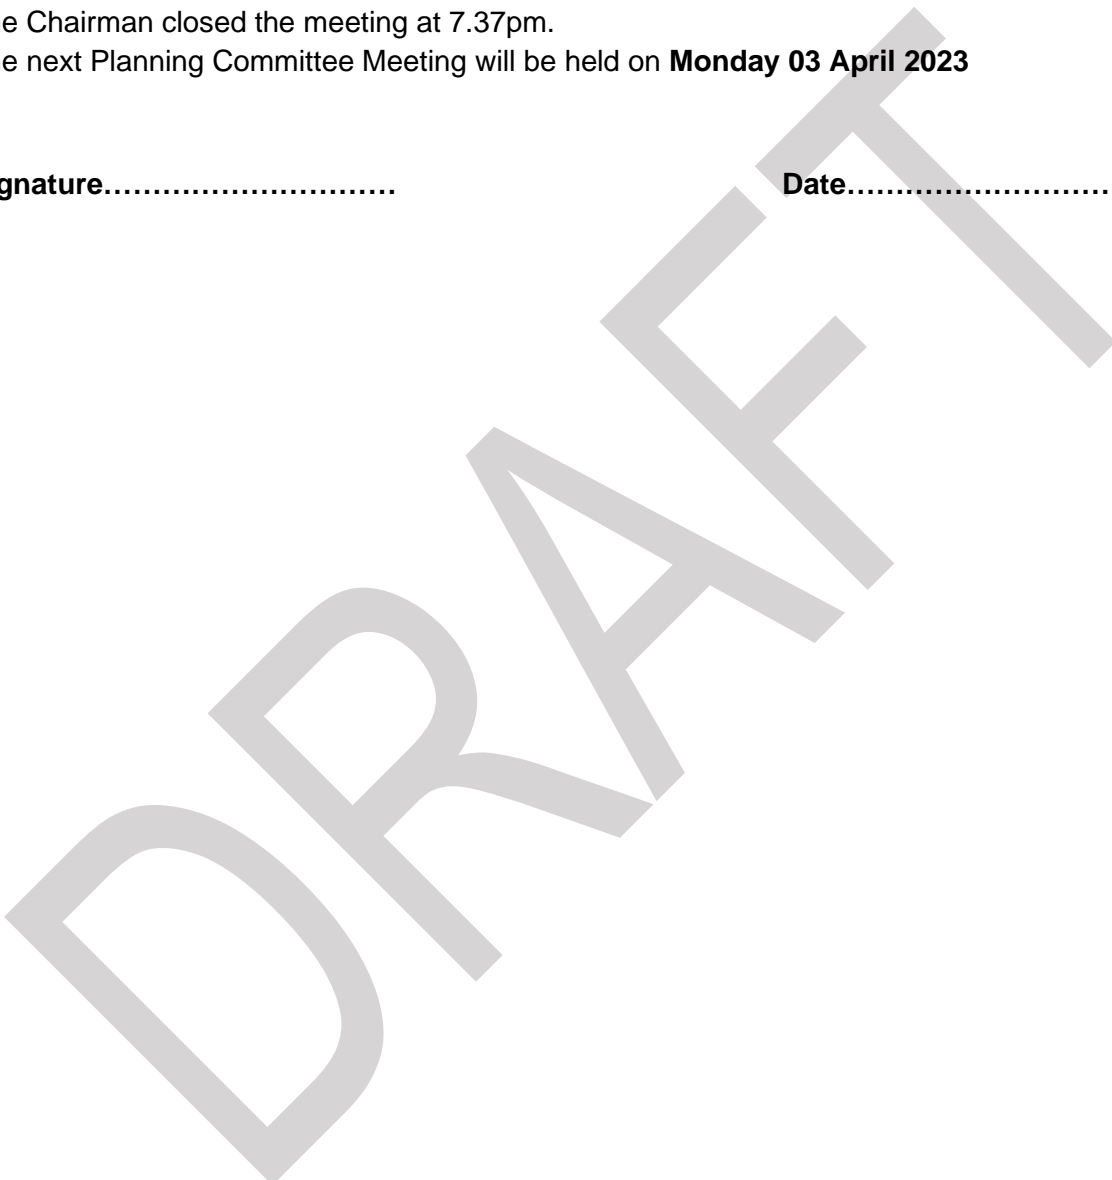 e Chairman closed the meeting at 7.37pm.
e next Planning Committee Meeting will be held on Monday 03 April 2023
gnature………………………… Date………………………
DRAFT